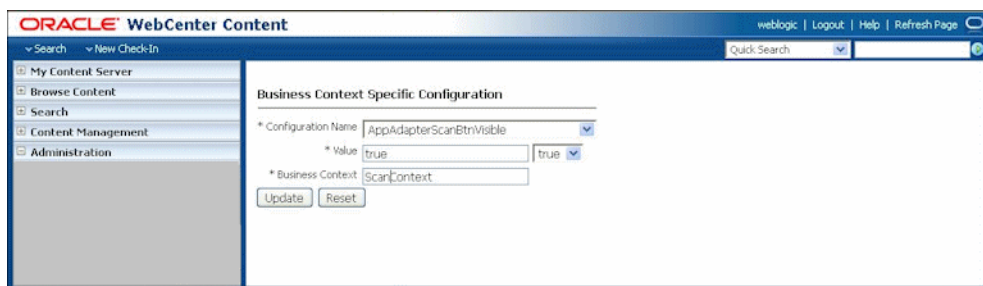 ORACLE WebCenter Content
weblogic | Logout | Help | Refresh Page
Search New Check-In
Quick Search
My Content Server
Browse Content
Search
Content Management
Administration
Business Context Specific Configuration
* Configuration Name AppAdapterScanBtnVisible
* Value true true
* Business Context ScanContext
Update Reset